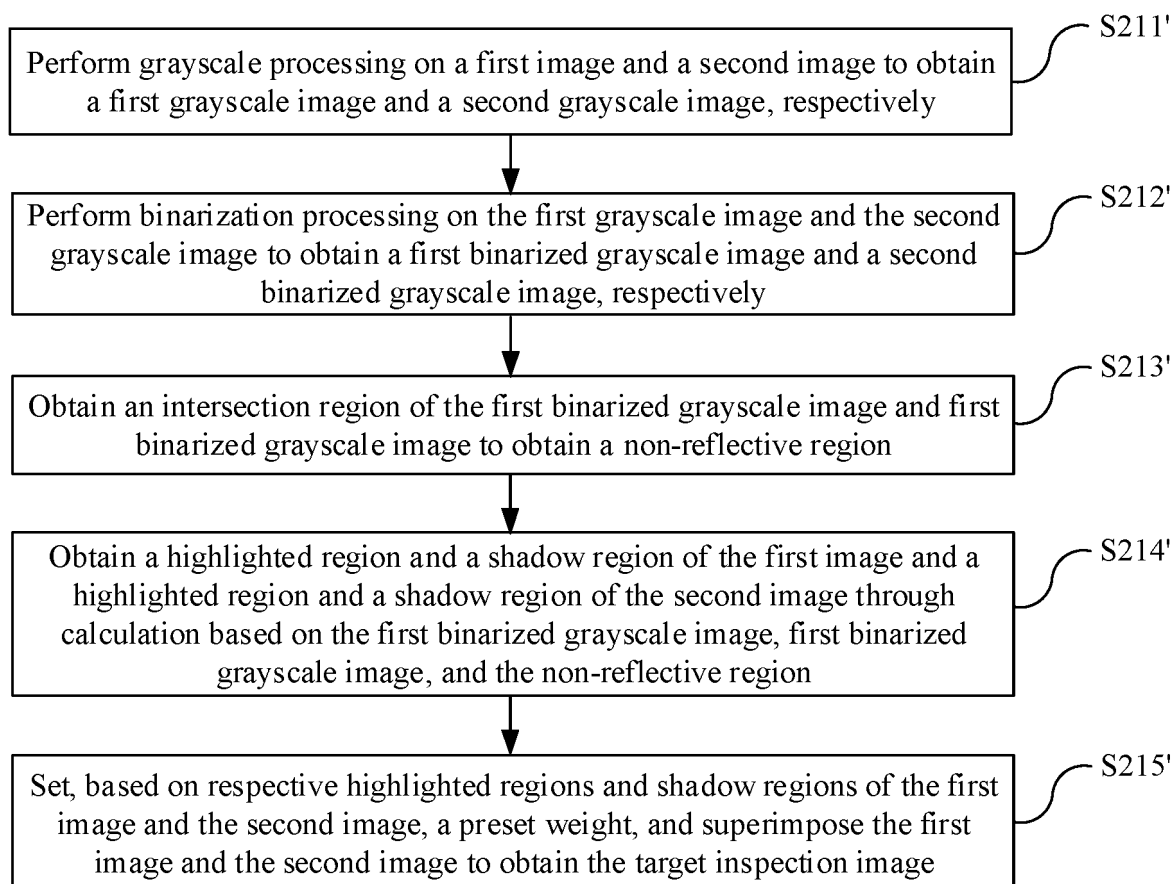 S211'
Perform grayscale processing on a first image and a second image to obtain
a first grayscale image and a second grayscale image, respectively
S212'
Perform binarization processing on the first grayscale image and the second
grayscale image to obtain a first binarized grayscale image and a second
binarized grayscale image, respectively
S213'
Obtain an intersection region of the first binarized grayscale image and first
binarized grayscale image to obtain a non-reflective region
S214'
Obtain a highlighted region and a shadow region of the first image and a
highlighted region and a shadow region of the second image through
calculation based on the first binarized grayscale image, first binarized
grayscale image, and the non-reflective region
S215'
Set, based on respective highlighted regions and shadow regions of the first
image and the second image, a preset weight, and superimpose the first
image and the second image to obtain the target inspection image